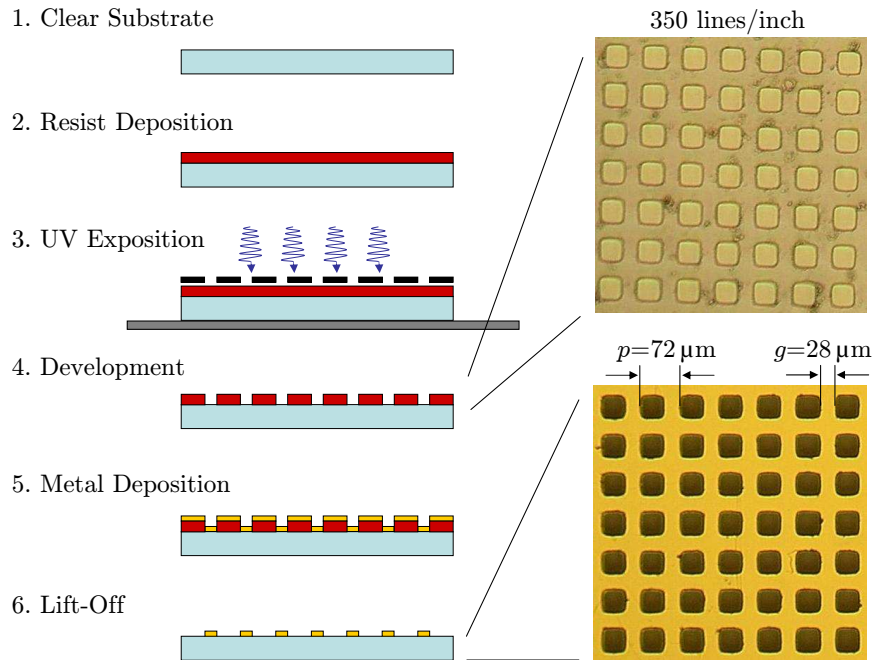 1. Clear Substrate
2. Resist Deposition
3. UV Exposition
4. Development
5. Metal Deposition
6. Lift-Off
350 lines/inch
p=72 µm
g=28 µm